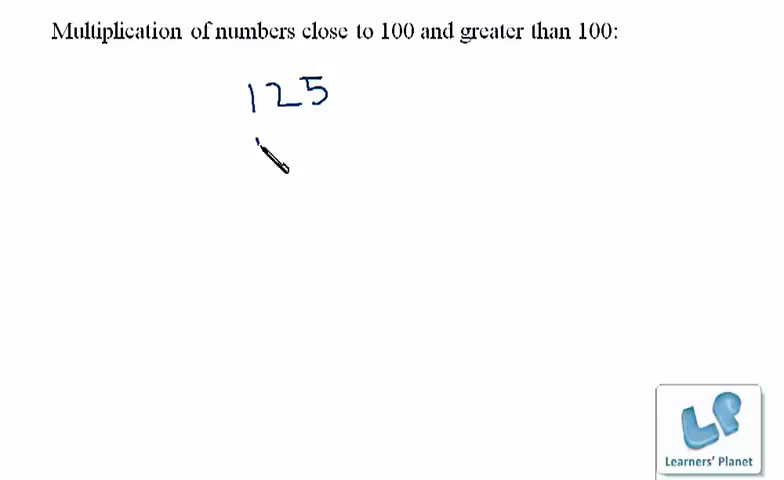 Multiplication of numbers close to 100 and greater than 100:
125
LP
Learners' Planet